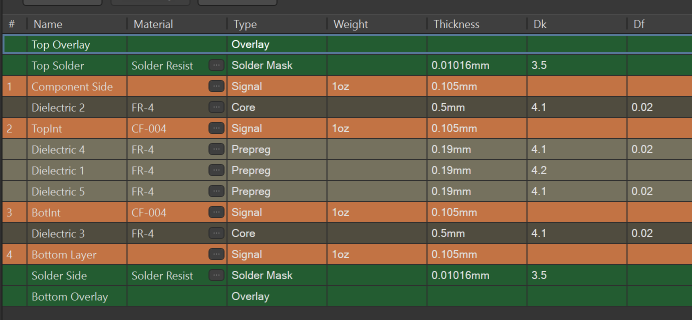 # Name Material Type Weight Thickness Dk Df
Top Overlay Overlay
Top Solder Solder Resist ... Solder Mask 0.01016mm 3.5
1 Component Side ... Signal 1oz 0.105mm
Dielectric 2 FR-4 ... Core 0.5mm 4.1 0.02
2 TopInt CF-004 ... Signal 1oz 0.105mm
Dielectric 4 FR-4 ... Prepreg 0.19mm 4.1 0.02
Dielectric 1 FR-4 ... Prepreg 0.19mm 4.2
Dielectric 5 FR-4 ... Prepreg 0.19mm 4.1 0.02
3 BotInt CF-004 ... Signal 1oz 0.105mm
Dielectric 3 FR-4 ... Core 0.5mm 4.1 0.02
4 Bottom Layer ... Signal 1oz 0.105mm
Solder Side Solder Resist ... Solder Mask 0.01016mm 3.5
Bottom Overlay Overlay